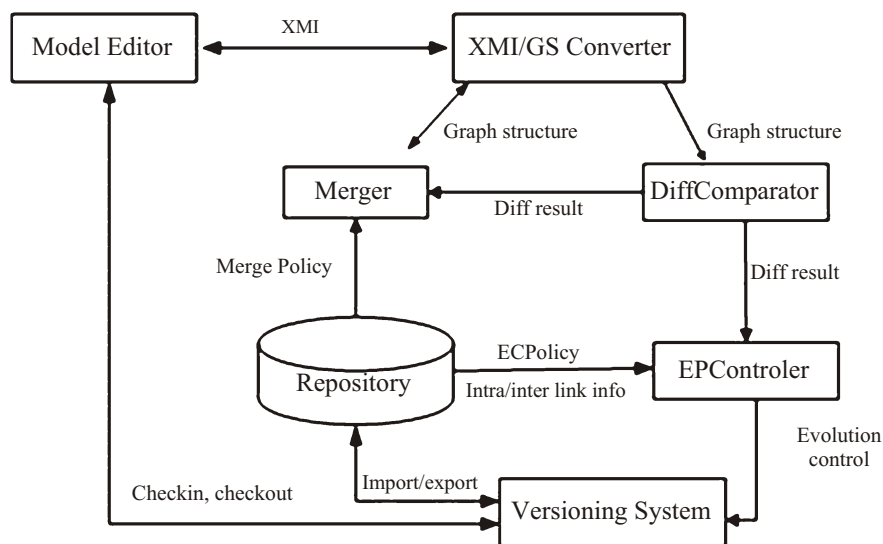 XMI
Model Editor
XMI/GS Converter
Graph structure
Graph structure
Merger
DiffComparator
Diff result
Merge Policy
Diff result
ECPolicy
Repository
EPControler
Intra/inter link info
Evolution
control
Import/export
Checkin, checkout
Versioning System